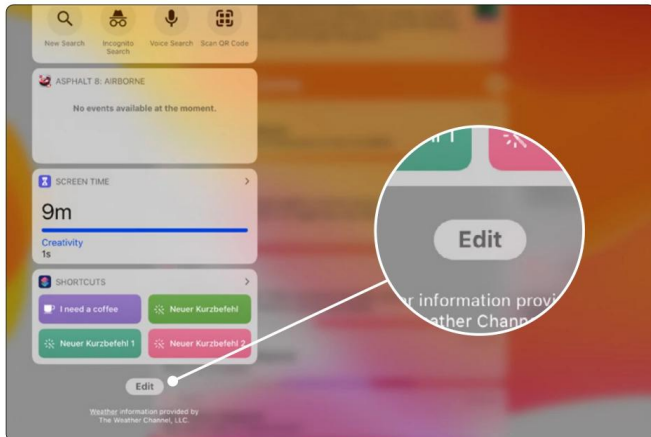 New Search
Incognito
Search
Voice Search
Scan QR Code
ASPHALT 8: AIRBORNE
No events available at the moment.
SCREEN TIME
9m
Creativity
1s
SHORTCUTS
I need a coffee
Neuer Kurzbefehl
Neuer Kurzbefehl 1
Neuer Kurzbefehl 2
Edit
Weather information provided by
The Weather Channel, LLC.
Edit
information provi
ather Chann